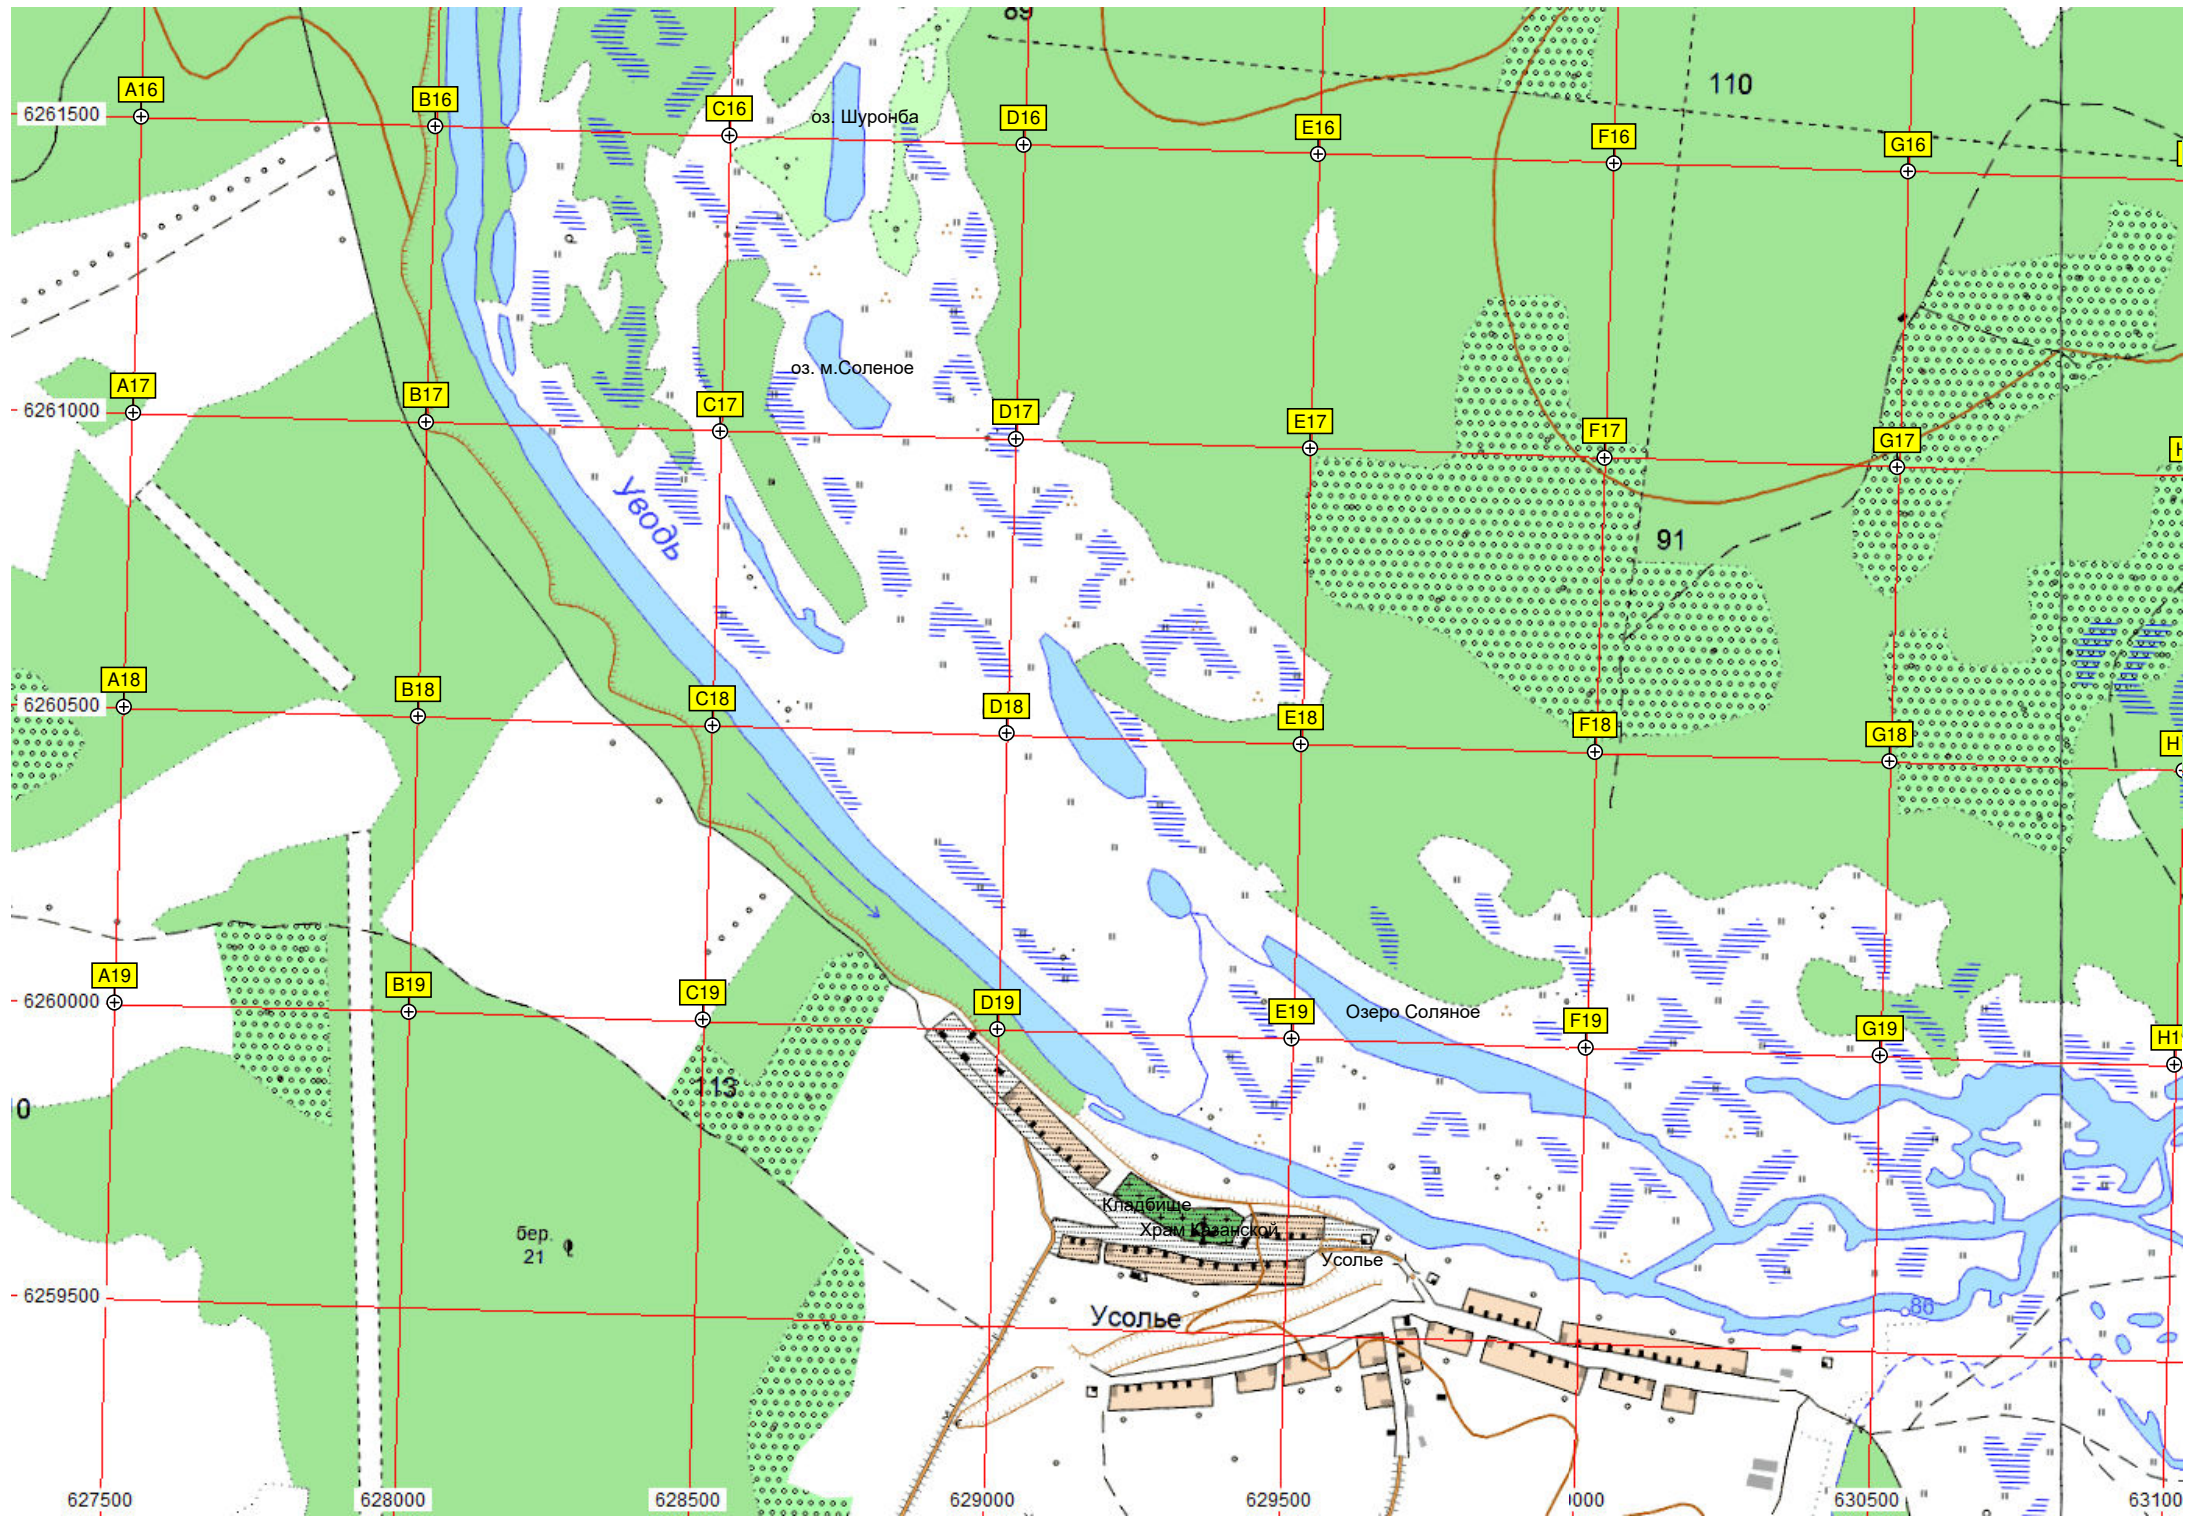 89
110
A16
B16
C16
D16
E16
F16
G16
6261500
оз. Шуронба
оз. м.Соленое
A17
B17
C17
D17
E17
F17
G17
6261000
Уводь
91
A18
B18
C18
D18
E18
F18
G18
6260500
A19
B19
C19
D19
E19
F19
G19
6260000
Озеро Соляное
113
0
Кладбище
Храм Казанской
бер.
21
Усолье
6259500
Усолье
86
627500
628000
628500
629000
629500
630500